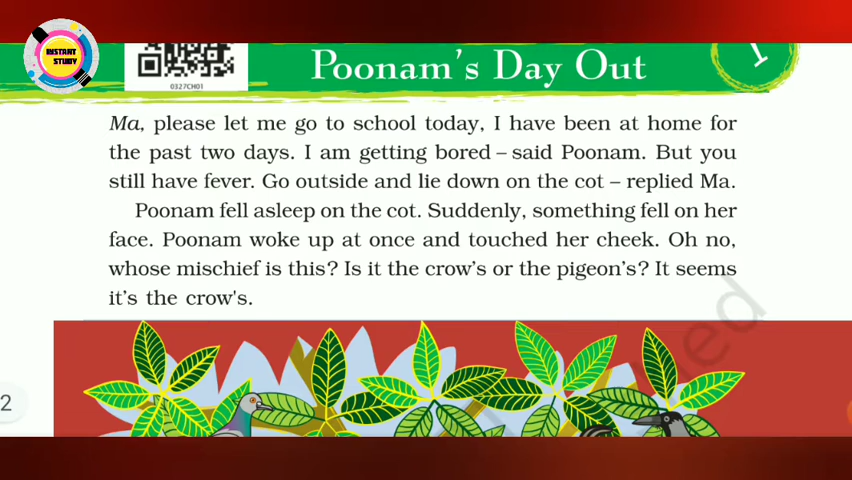 INSTANT
STUDY
0327CH01
Poonam's Day Out
1
Ma, please let me go to school today, I have been at home for
the past two days. I am getting bored – said Poonam. But you
still have fever. Go outside and lie down on the cot – replied Ma.
Poonam fell asleep on the cot. Suddenly, something fell on her
face. Poonam woke up at once and touched her cheek. Oh no,
whose mischief is this? Is it the crow's or the pigeon's? It seems
it's the crow's.
2